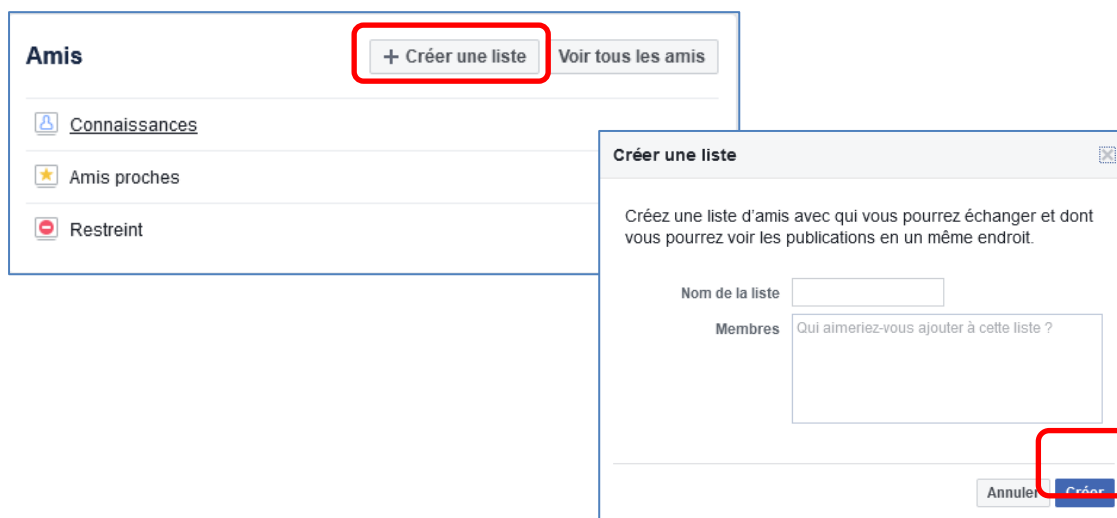 Amis
+ Créer une liste
Voir tous les amis
Connaissances
Amis proches
Restreint
Créer une liste
Créez une liste d'amis avec qui vous pourrez échanger et dont
vous pourrez voir les publications en un même endroit.
Nom de la liste
Membres
Qui aimeriez-vous ajouter à cette liste ?
Annuler
Créer